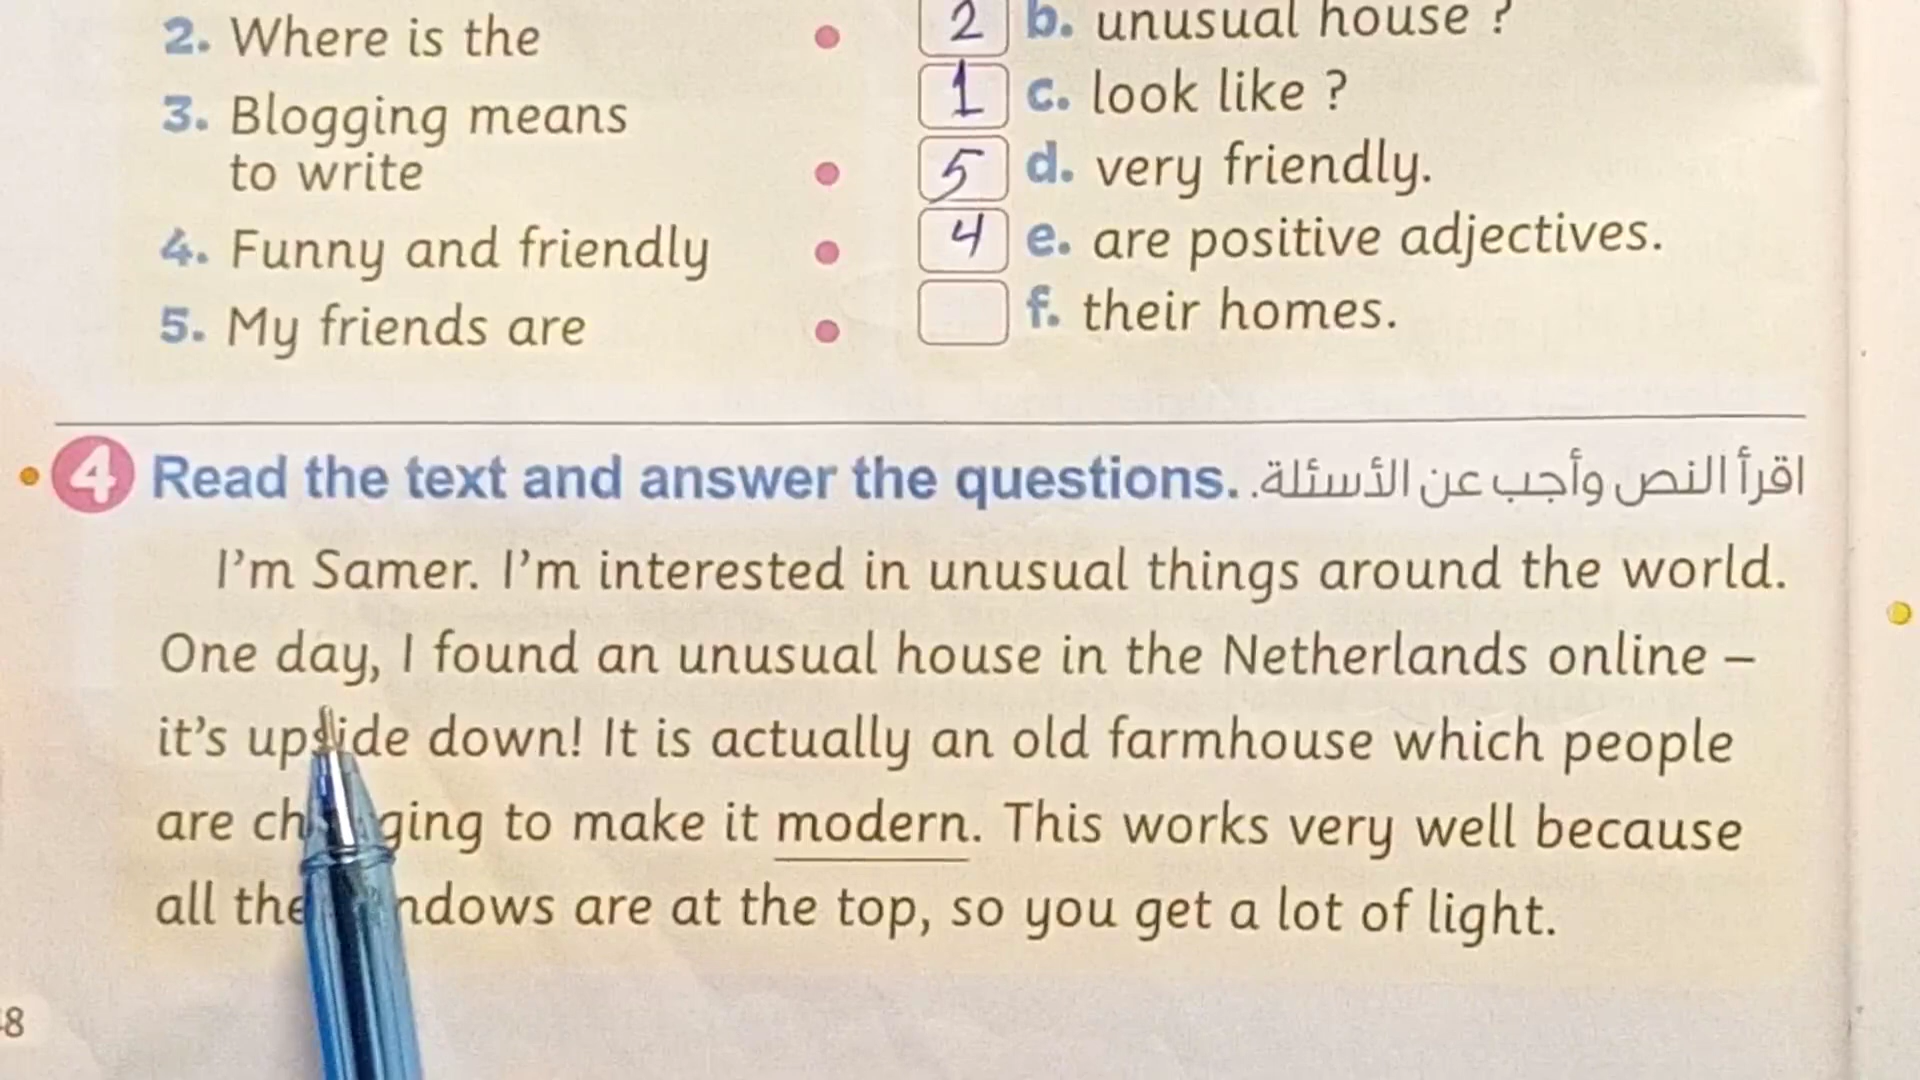 2. Where is the
2 b. unusual house ?
3. Blogging means
to write
1 c. look like ?
5 d. very friendly.
4. Funny and friendly
4 e. are positive adjectives.
5. My friends are
f. their homes.
4 Read the text and answer the questions. اقرأ النص وأجب عن الأسئلة.
I'm Samer. I'm interested in unusual things around the world.
One day, I found an unusual house in the Netherlands online –
it's upside down! It is actually an old farmhouse which people
are changing to make it modern. This works very well because
all the windows are at the top, so you get a lot of light.